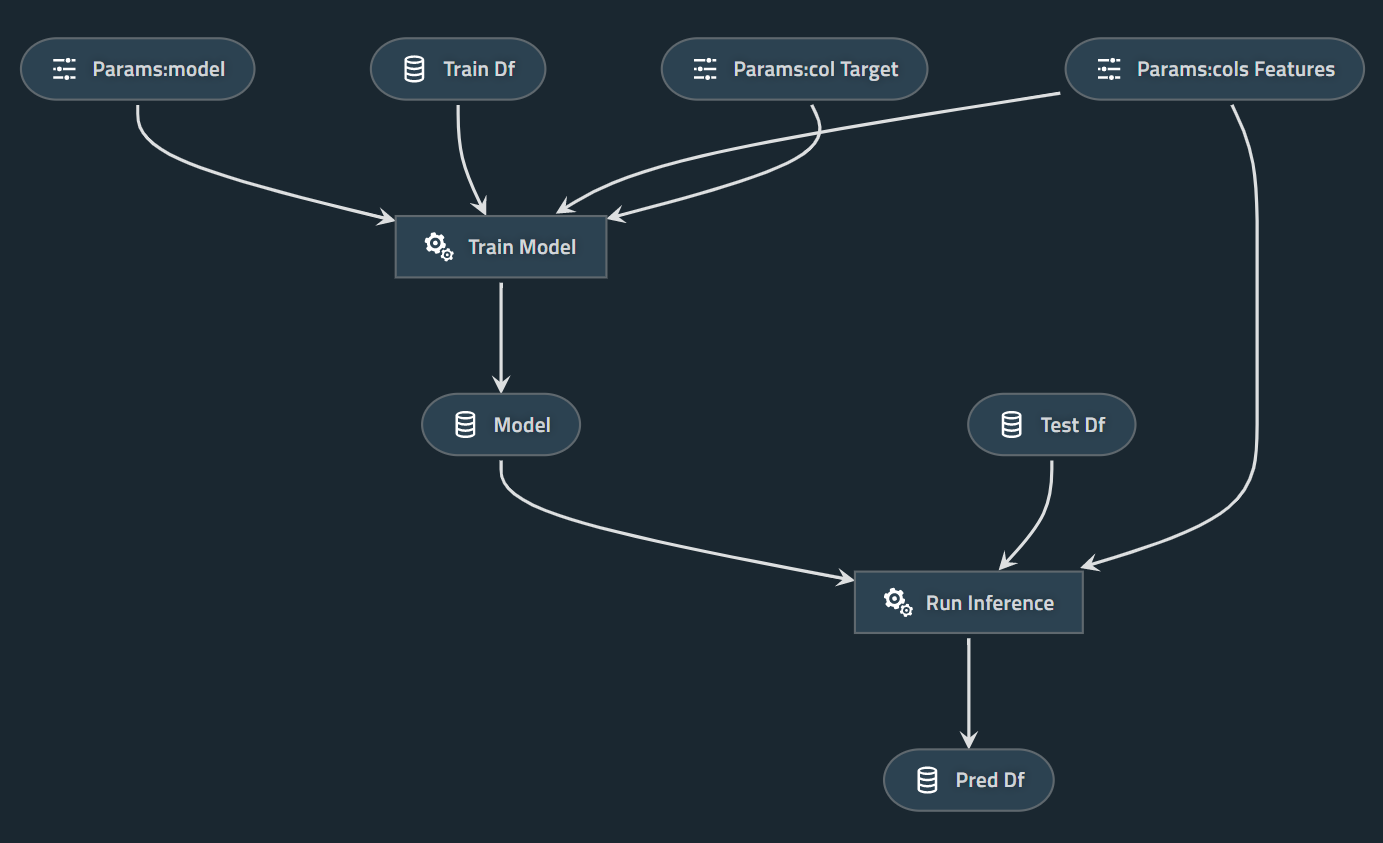 Params:model
Train Df
Params:col Target
Params:cols Features
Train Model
Model
Test Df
Run Inference
Pred Df